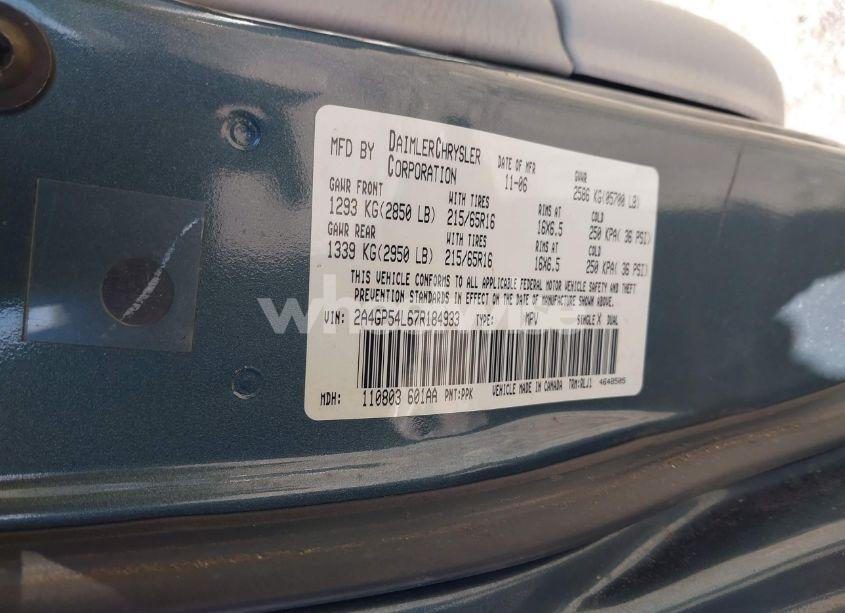 MFD BY DAIMLERCHRYSLER CORPORATION
DATE OF MFR 11-06
GVWR 2586 KG(05700 LB)
GAWR FRONT WITH TIRES RIMS AT COLD
1293 KG(2850 LB) 215/65R16 16X6.5 250 KPA( 36 PSI)
GAWR REAR WITH TIRES RIMS AT COLD
1339 KG(2950 LB) 215/65R16 16X6.5 250 KPA( 36 PSI)
THIS VEHICLE CONFORMS TO ALL APPLICABLE FEDERAL MOTOR VEHICLE SAFETY AND THEFT
PREVENTION STANDARDS IN EFFECT ON THE DATE OF MANUFACTURE SHOWN ABOVE.
VIN: 2A4GP54L67R184933 TYPE: MPV SINGLE X DUAL
MDH: 110803 601AA PNT:PPK VEHICLE MADE IN CANADA TRM:RLJ1 4648505